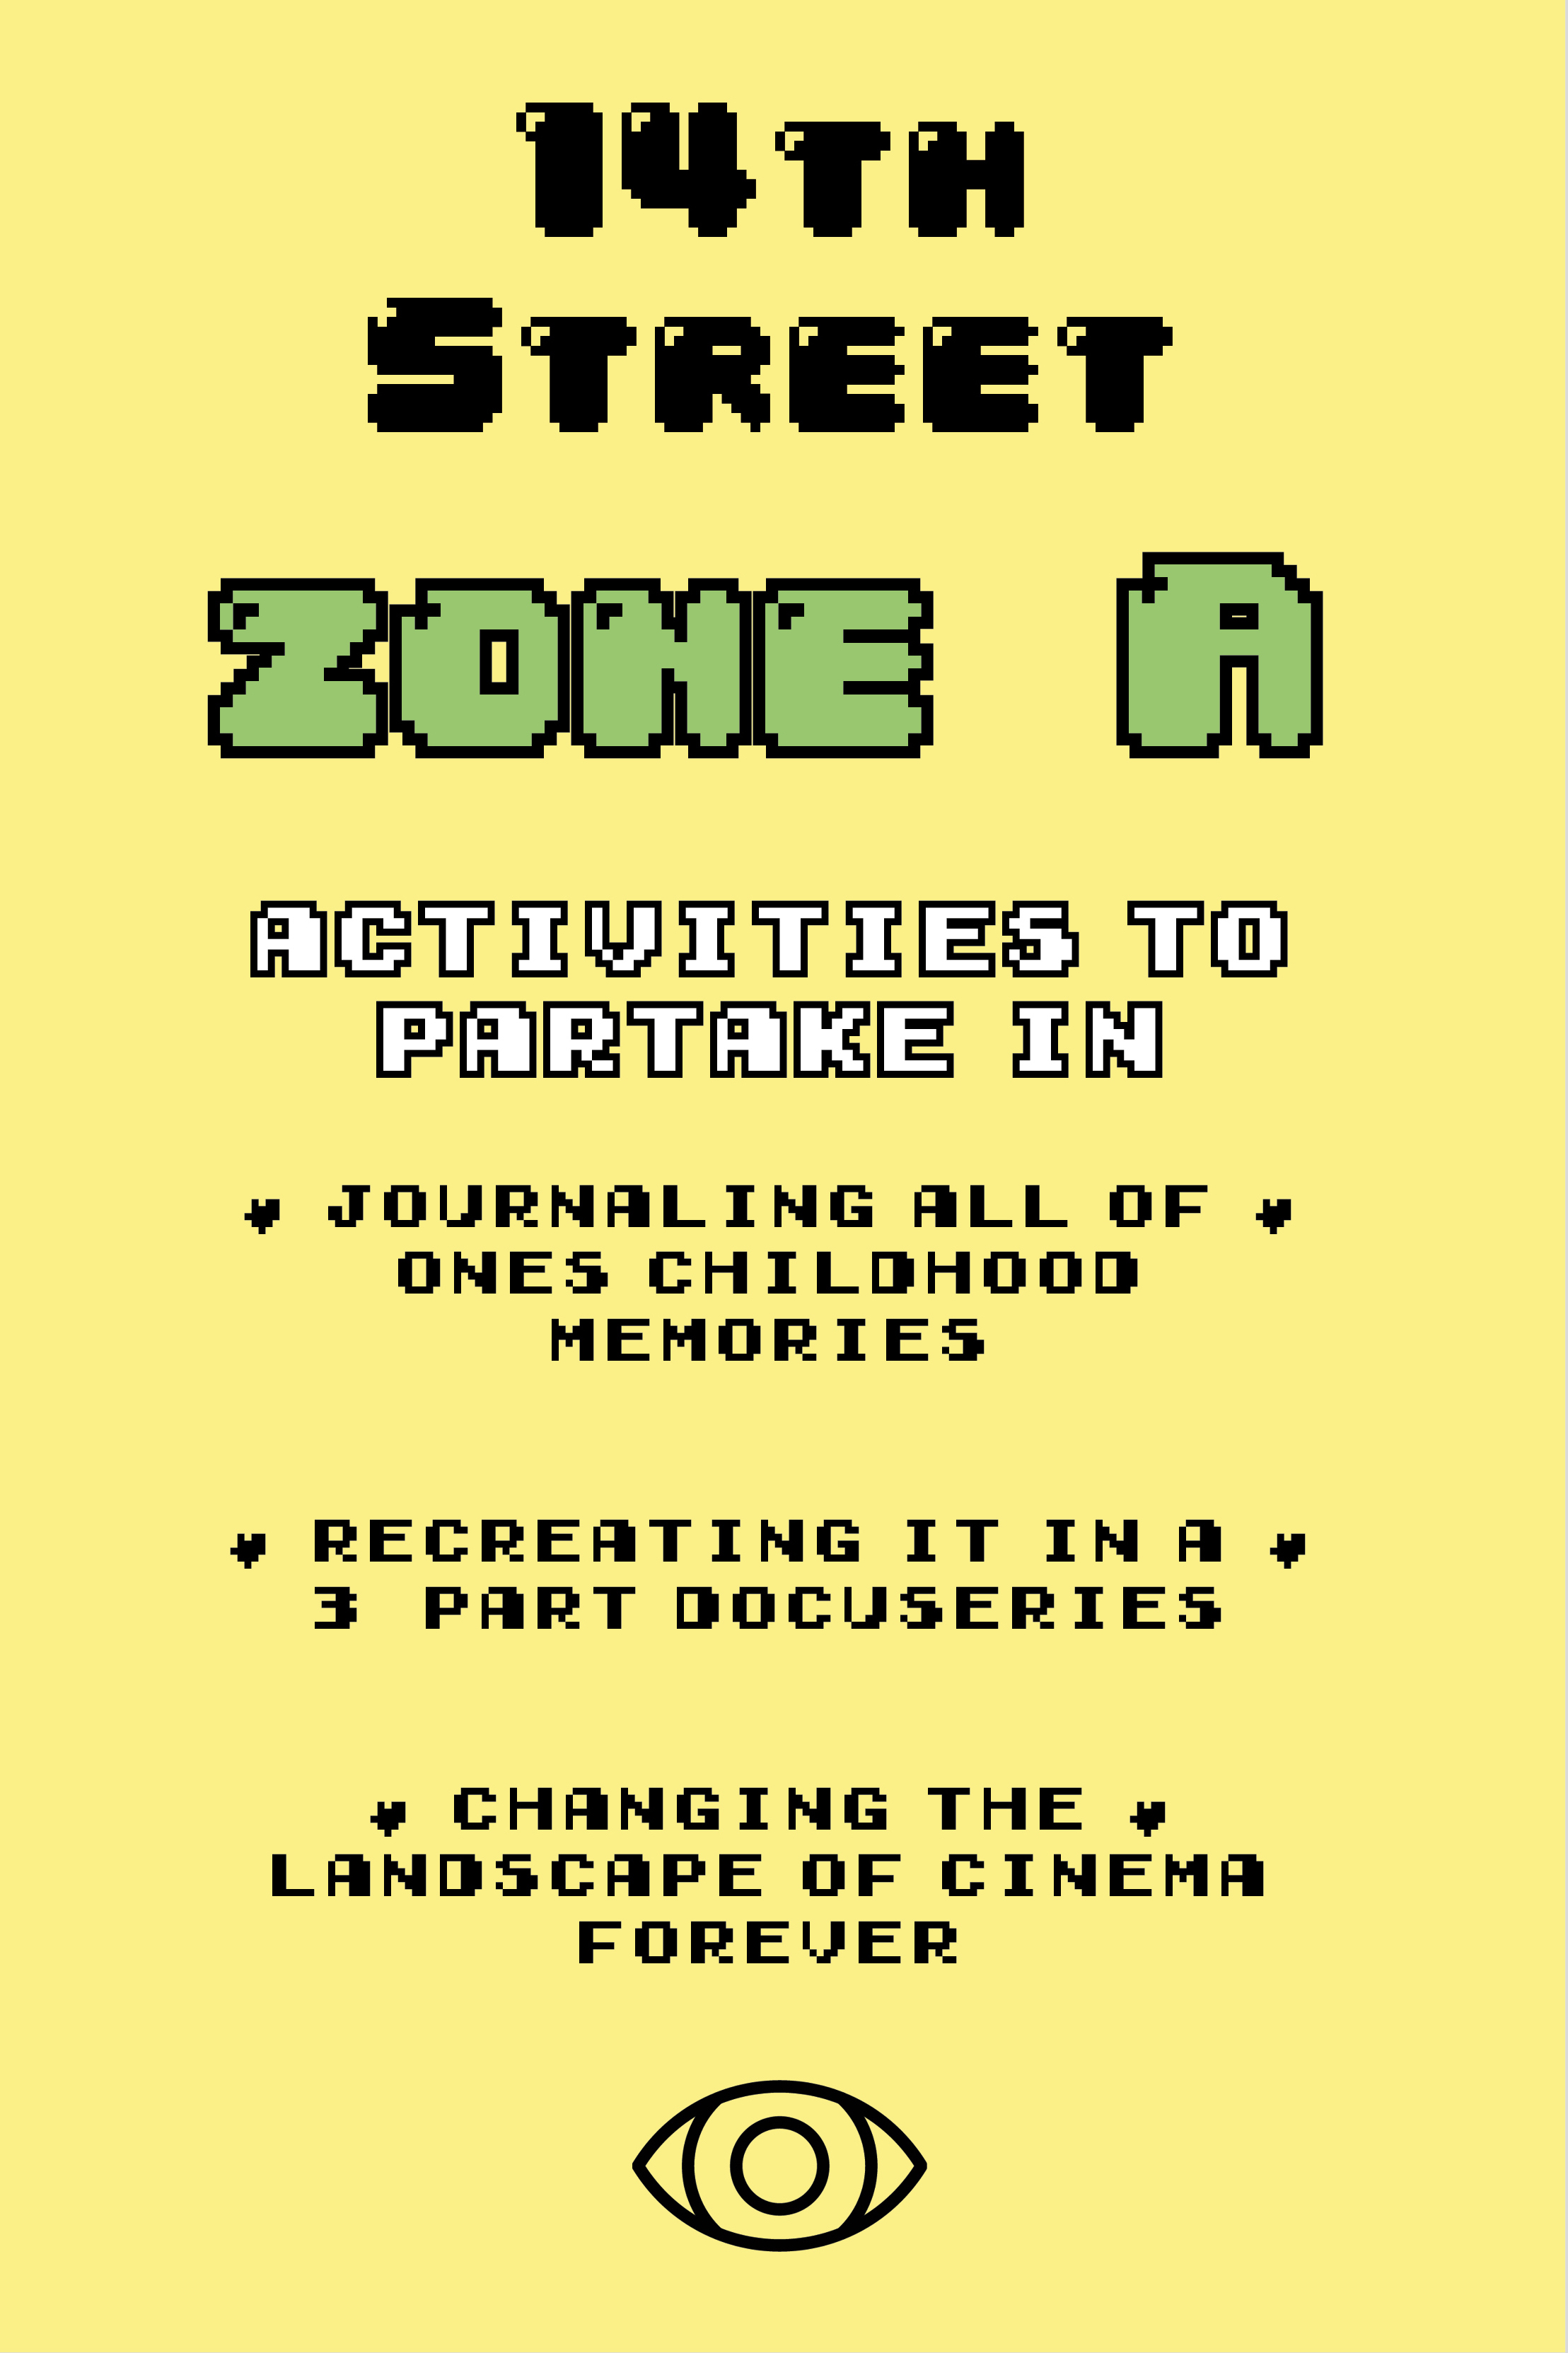 14th
Street
ZONE A
ACTIVITIES TO
PARTAKE IN
♥ JOURNALING ALL OF ♥
ONES CHILDHOOD
MEMORIES
♥ RECREATING IT IN A ♥
3 PART DOCUSERIES
♥ CHANGING THE ♥
LANDSCAPE OF CINEMA
FOREVER